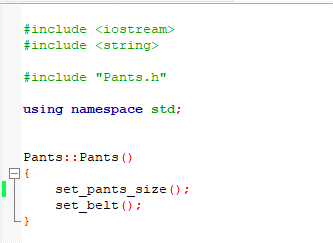 #include <iostream>
#include <string>
#include "Pants.h"
using namespace std;
Pants::Pants()
{
    set_pants_size();
    set_belt();
}